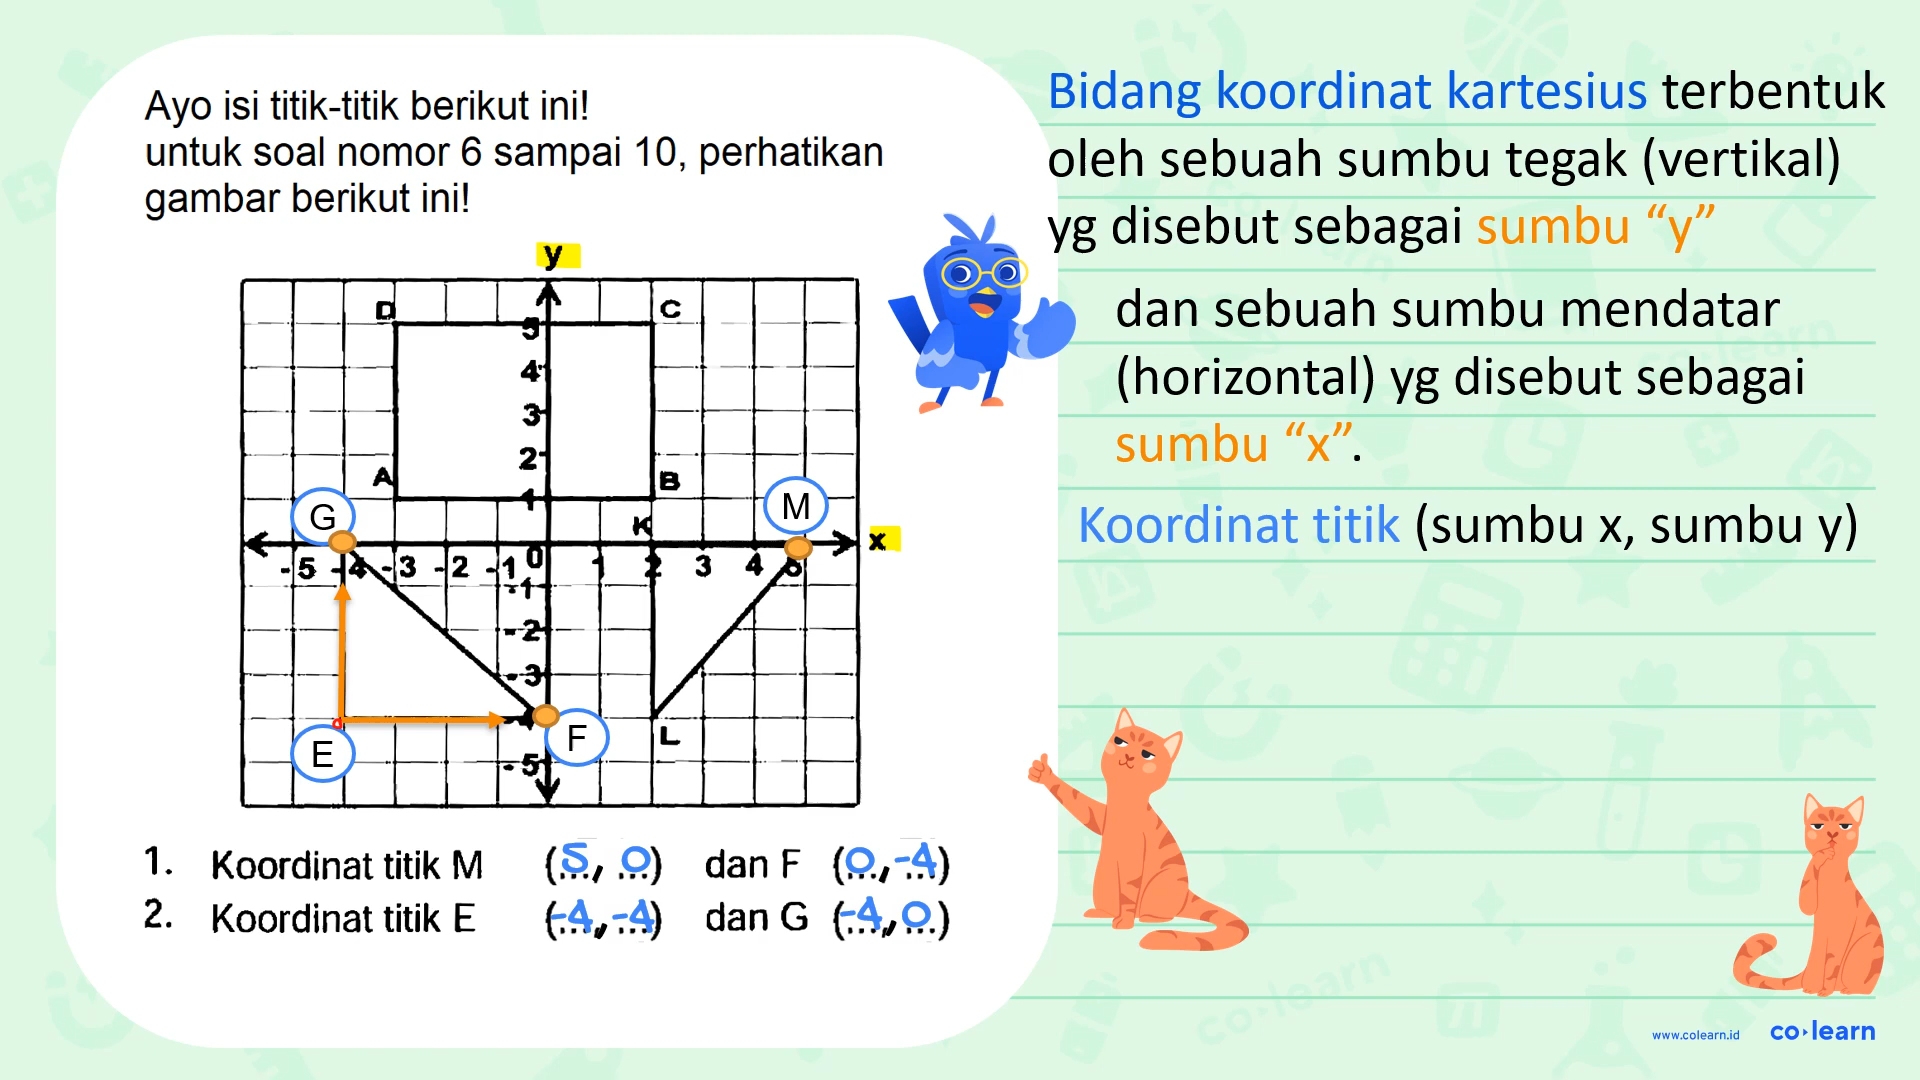 Ayo isi titik-titik berikut ini!
untuk soal nomor 6 sampai 10, perhatikan
gambar berikut ini!
y
D
C
5
4
3
2
A
B
1
G
K
M
x
-5 -4 -3 -2 -1 0 1 2 3 4 5
-1
-2
-3
-4
F
E
L
-5
1. Koordinat titik M (5, 0) dan F (0, -4)
2. Koordinat titik E (-4, -4) dan G (-4, 0)
Bidang koordinat kartesius terbentuk
oleh sebuah sumbu tegak (vertikal)
yg disebut sebagai sumbu “y”
dan sebuah sumbu mendatar
(horizontal) yg disebut sebagai
sumbu “x”.
Koordinat titik (sumbu x, sumbu y)
www.colearn.id
co·learn